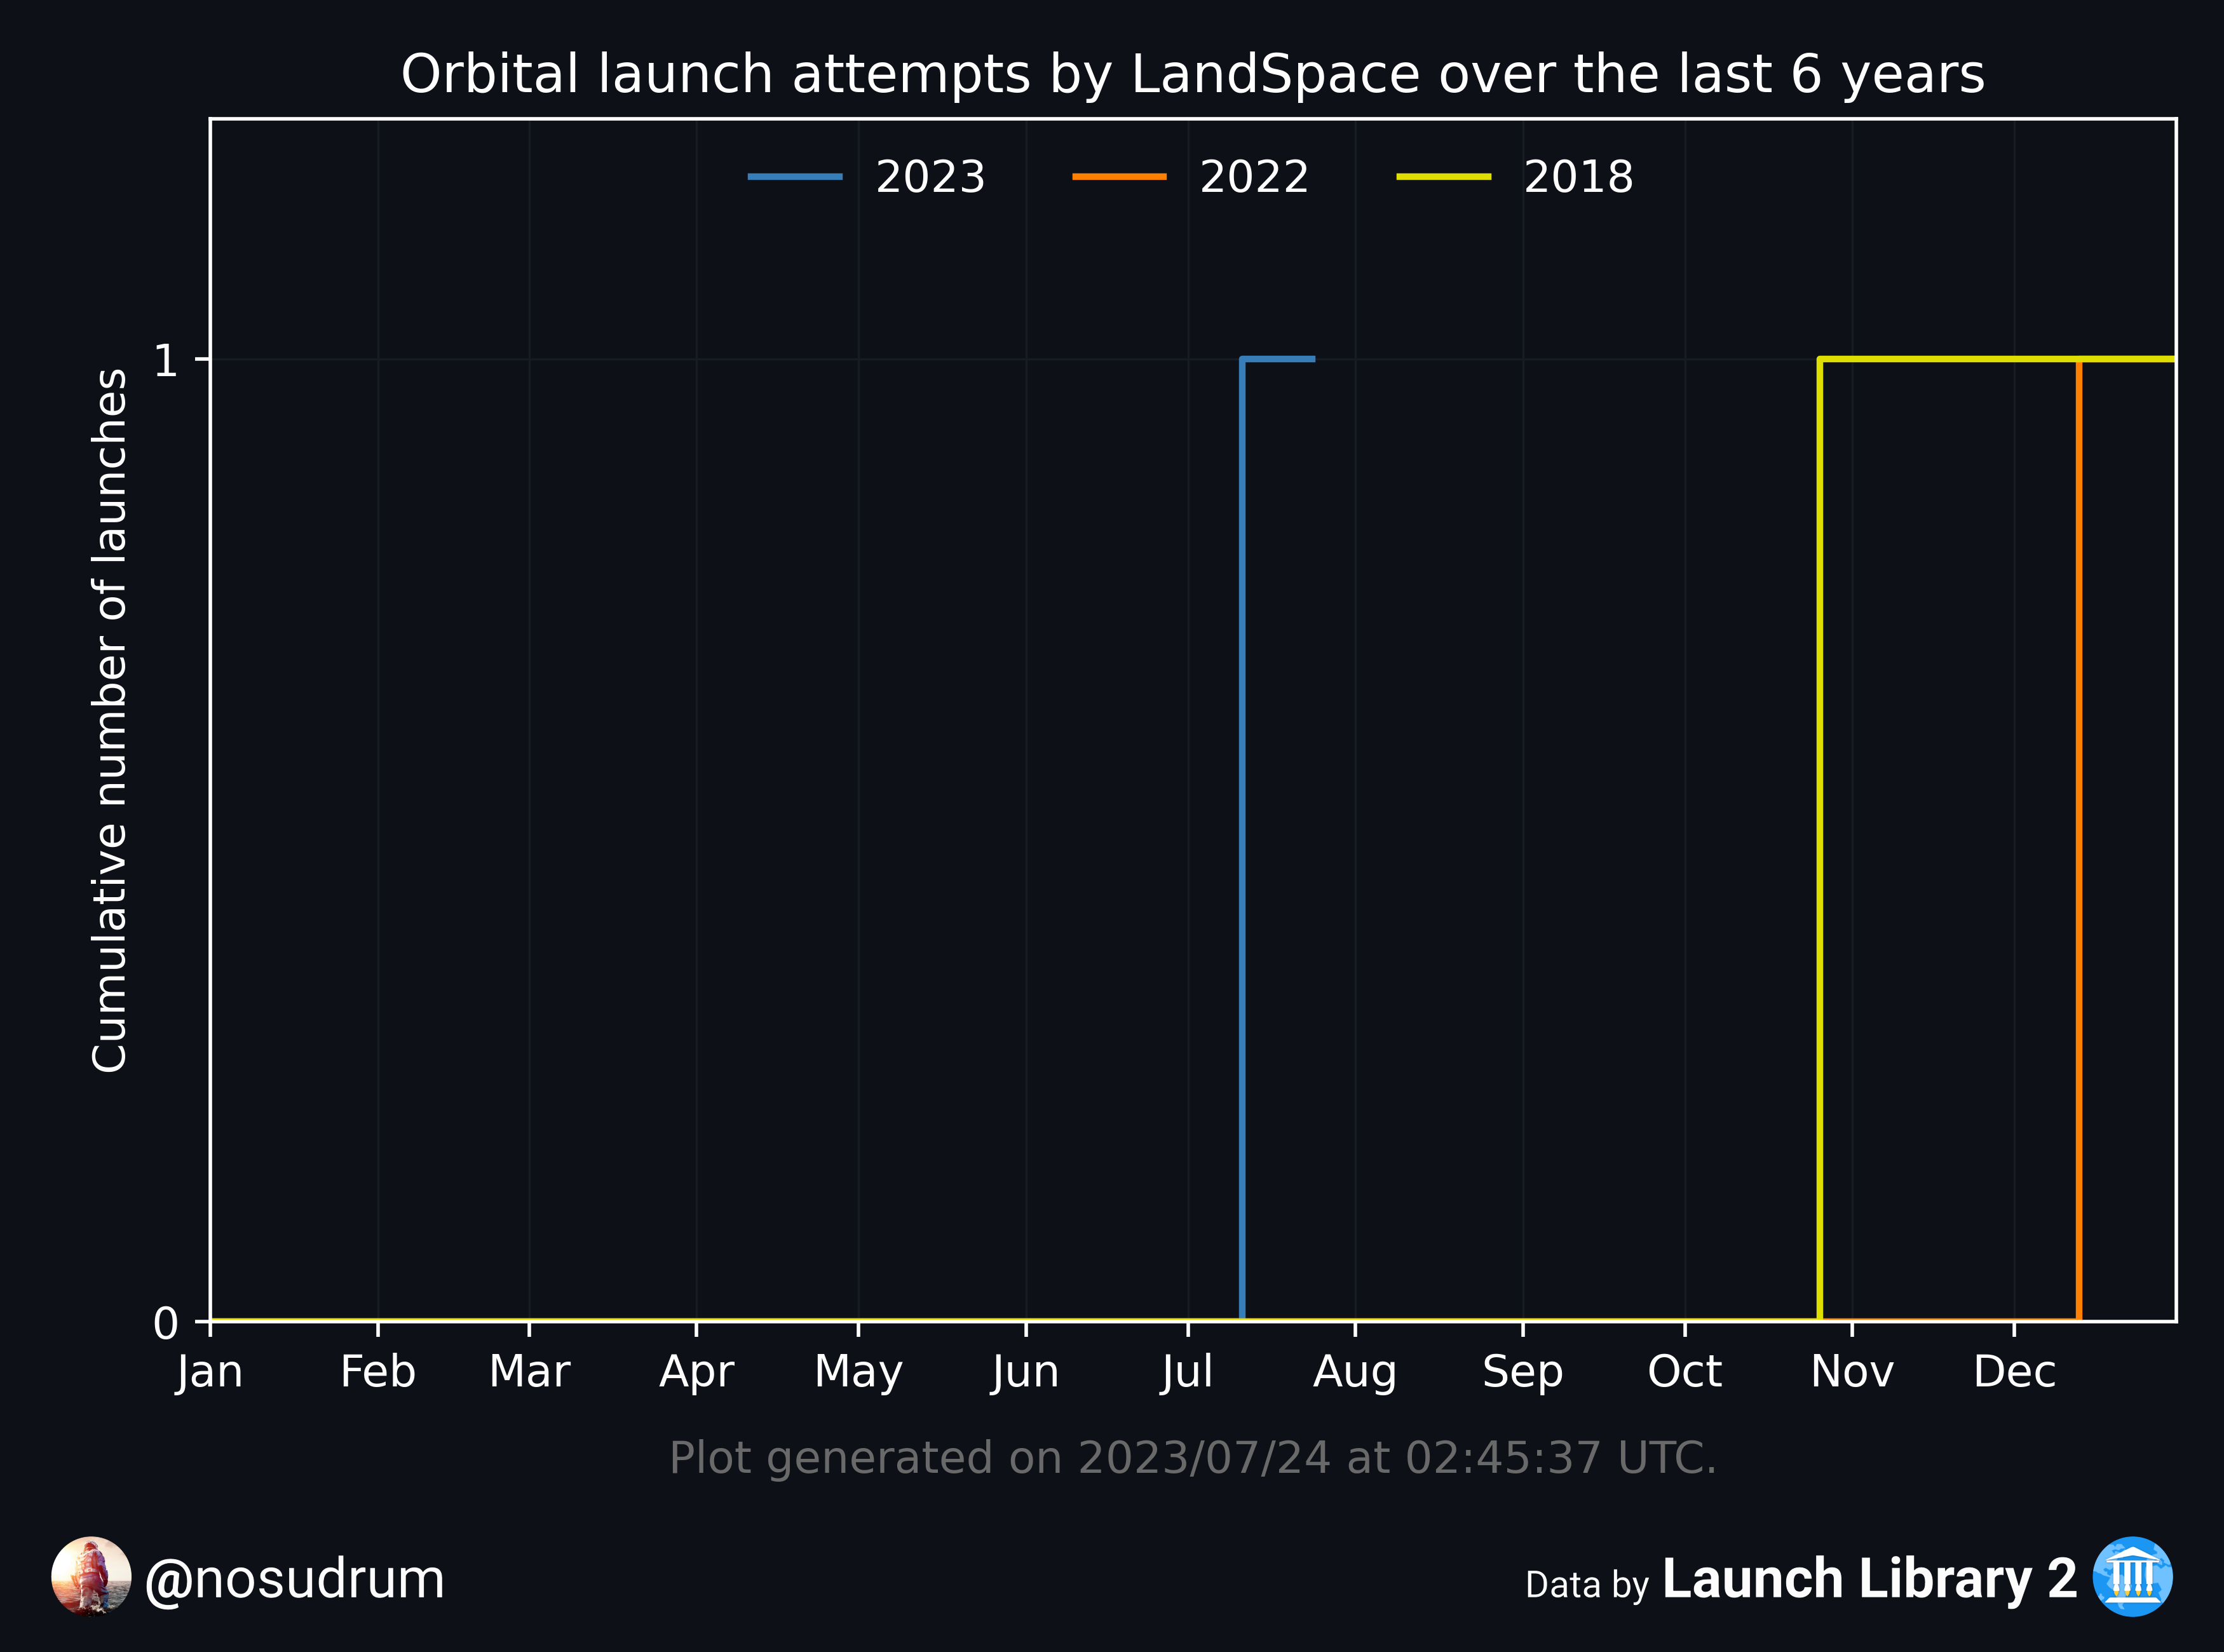 Orbital launch attempts by LandSpace over the last 6 years
2023 2022 2018
Cumulative number of launches
1
0
Jan Feb Mar Apr May Jun Jul Aug Sep Oct Nov Dec
Plot generated on 2023/07/24 at 02:45:37 UTC.
@nosudrum
Data by Launch Library 2